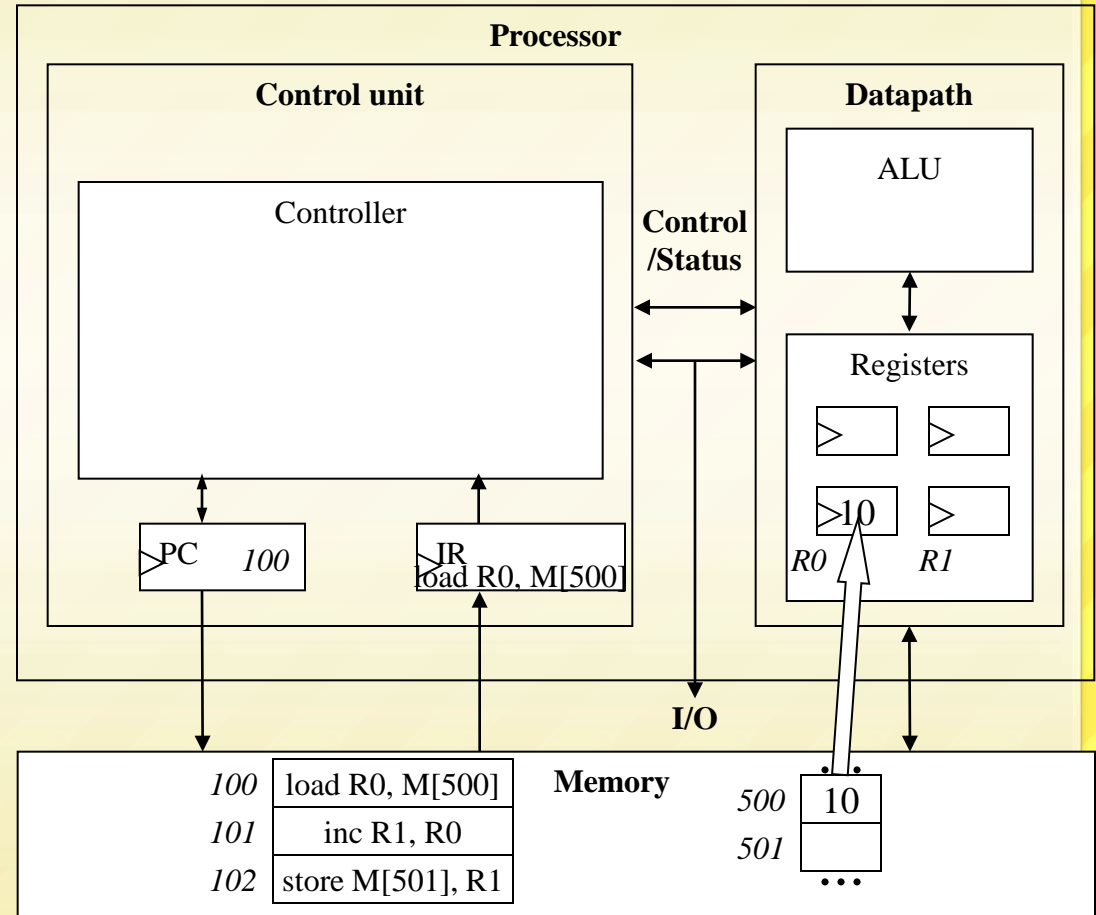 Processor
Control unit
Controller
PC
100
IR
load R0, M[500]
Control
/Status
Datapath
ALU
Registers
10
R0
R1
I/O
Memory
100 load R0, M[500]
101 inc R1, R0
102 store M[501], R1
...
500 10
501
...